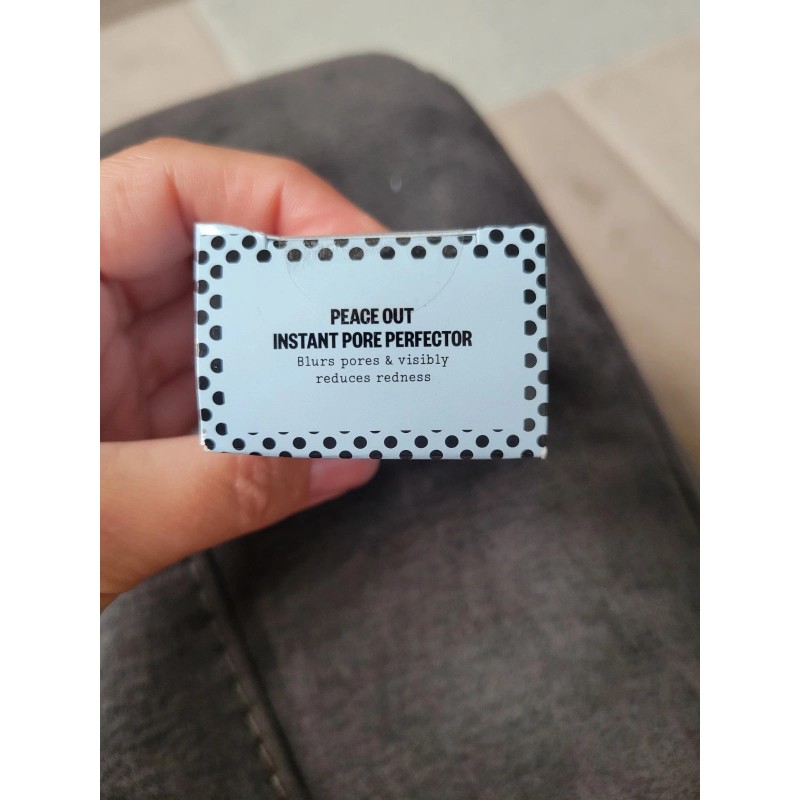 PEACE OUT
INSTANT PORE PERFECTOR
Blurs pores & visibly
reduces redness